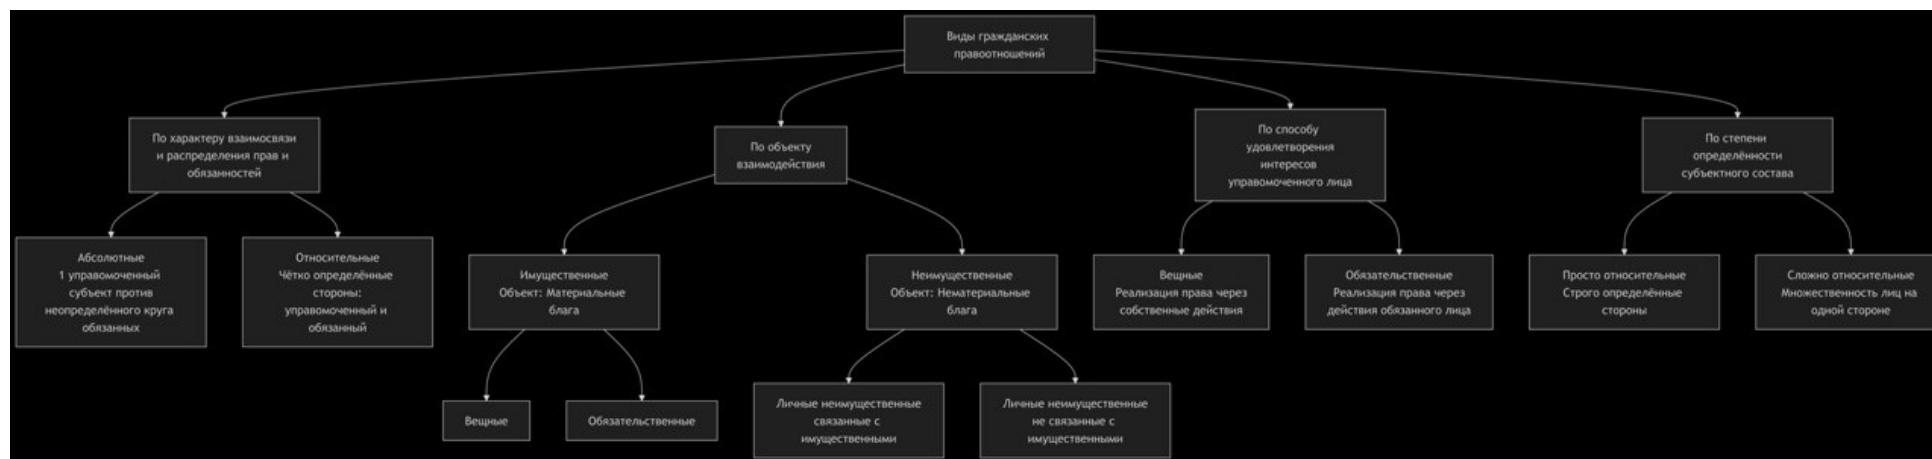 Виды гражданских
правоотношений
По характеру взаимосвязи
и распределения прав и
обязанностей
По объекту
взаимодействия
По способу
удовлетворения
интересов
управомоченного лица
По степени
определённости
субъектного состава
Абсолютные
1 управомоченный
субъект против
неопределённого круга
обязанных
Относительные
Чётко определённые
стороны:
управомоченный и
обязанный
Имущественные
Объект: Материальные
блага
Неимущественные
Объект: Нематериальные
блага
Вещные
Реализация права через
собственные действия
Обязательственные
Реализация права через
действия обязанного лица
Просто относительные
Строго определённые
стороны
Сложно относительные
Множественность лиц на
одной стороне
Вещные
Обязательственные
Личные неимущественные
связанные с
имущественными
Личные неимущественные
не связанные с
имущественными